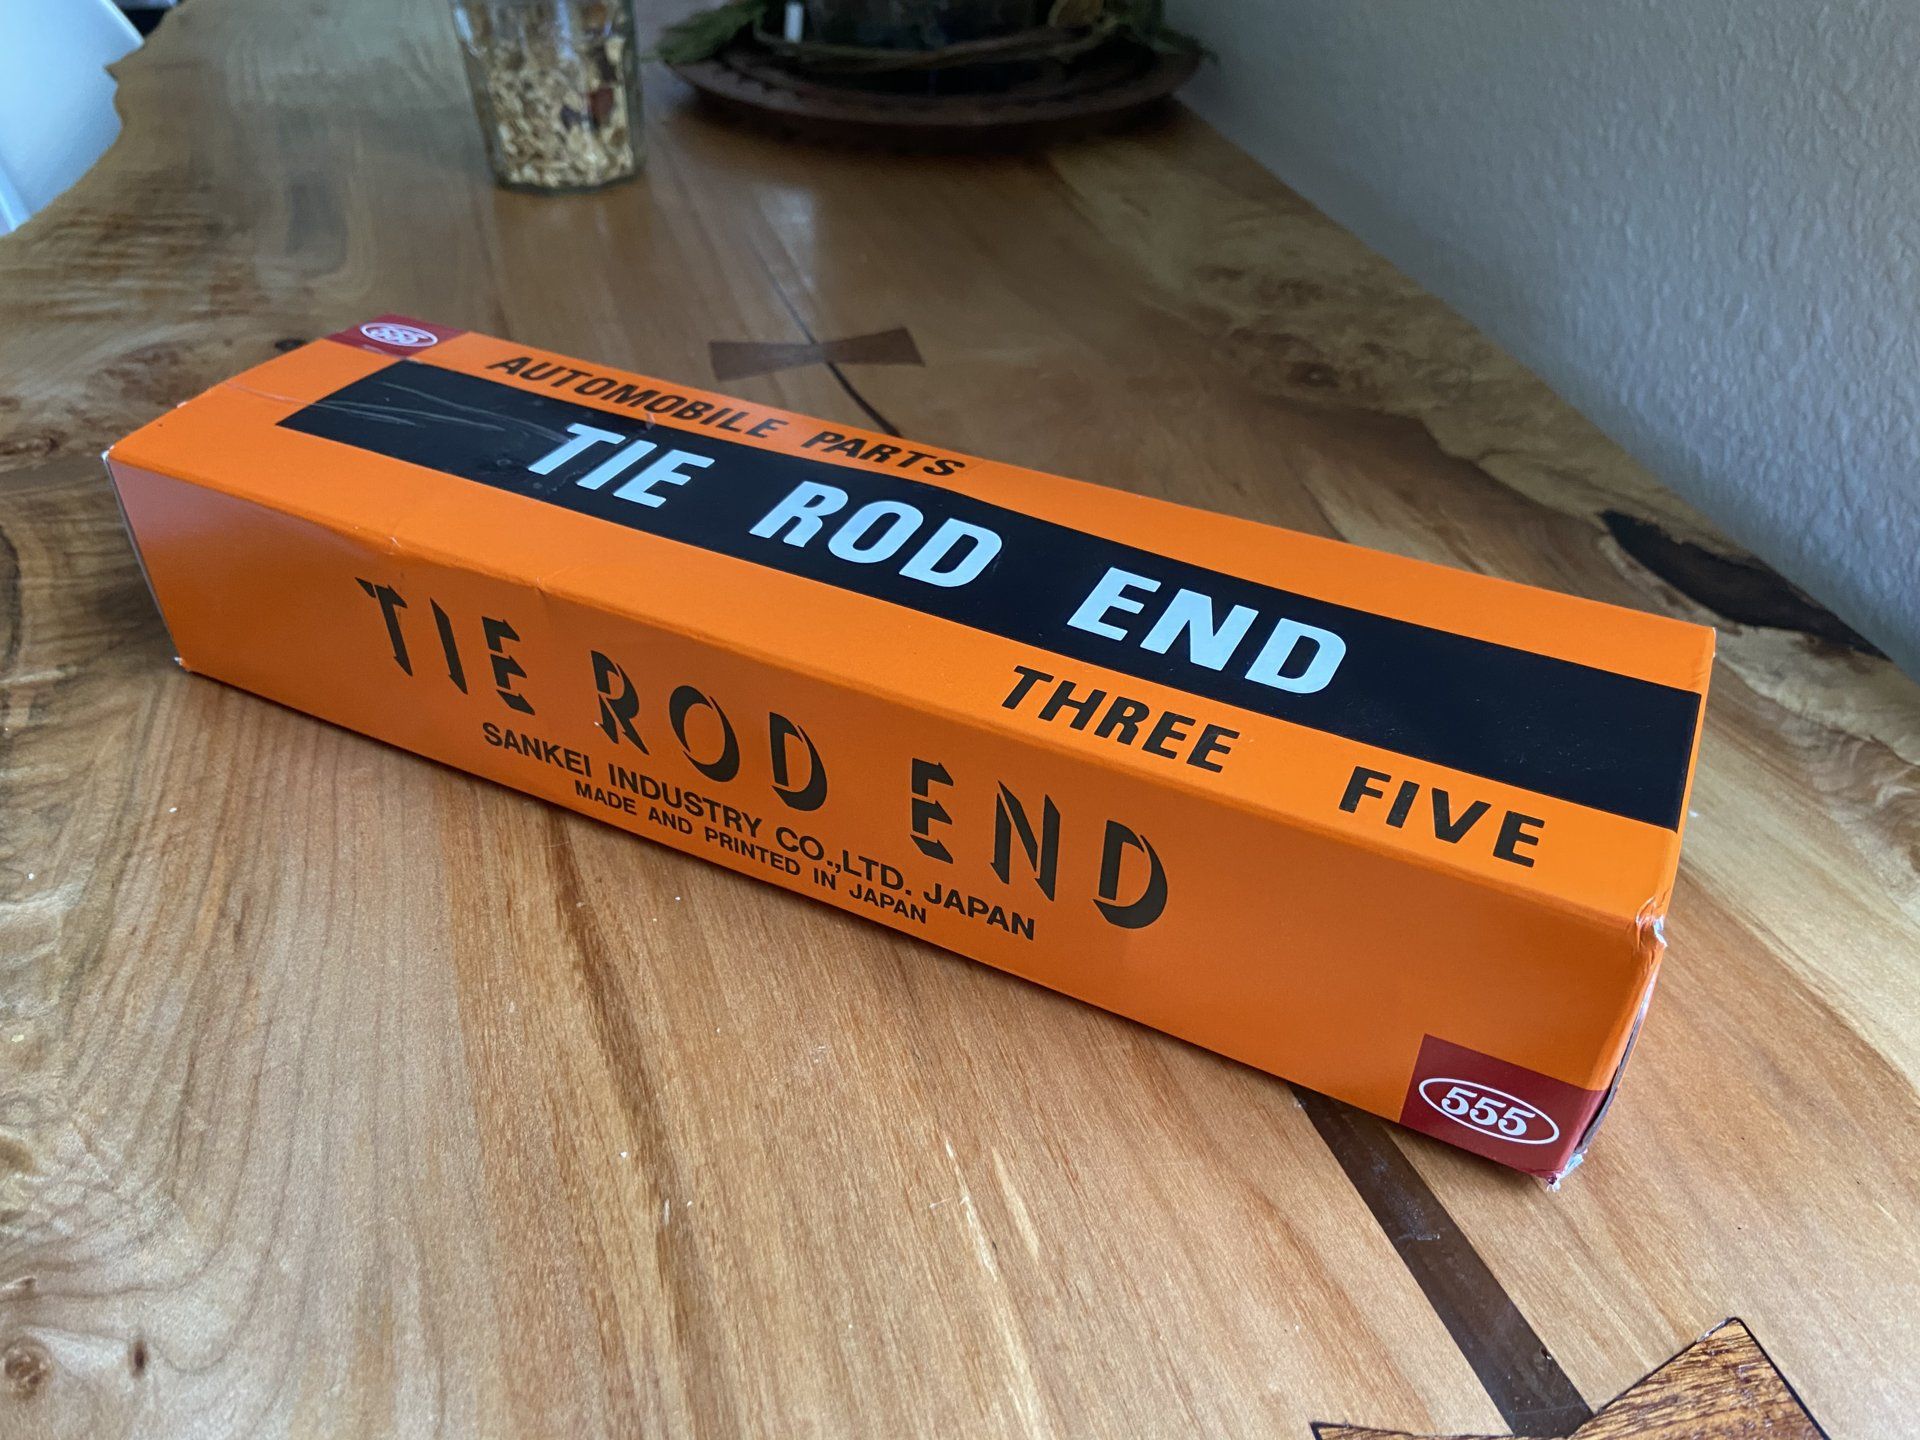 555
AUTOMOBILE PARTS
TIE ROD END
THREE FIVE
TIE ROD END
SANKEI INDUSTRY CO.,LTD. JAPAN
MADE AND PRINTED IN JAPAN
555